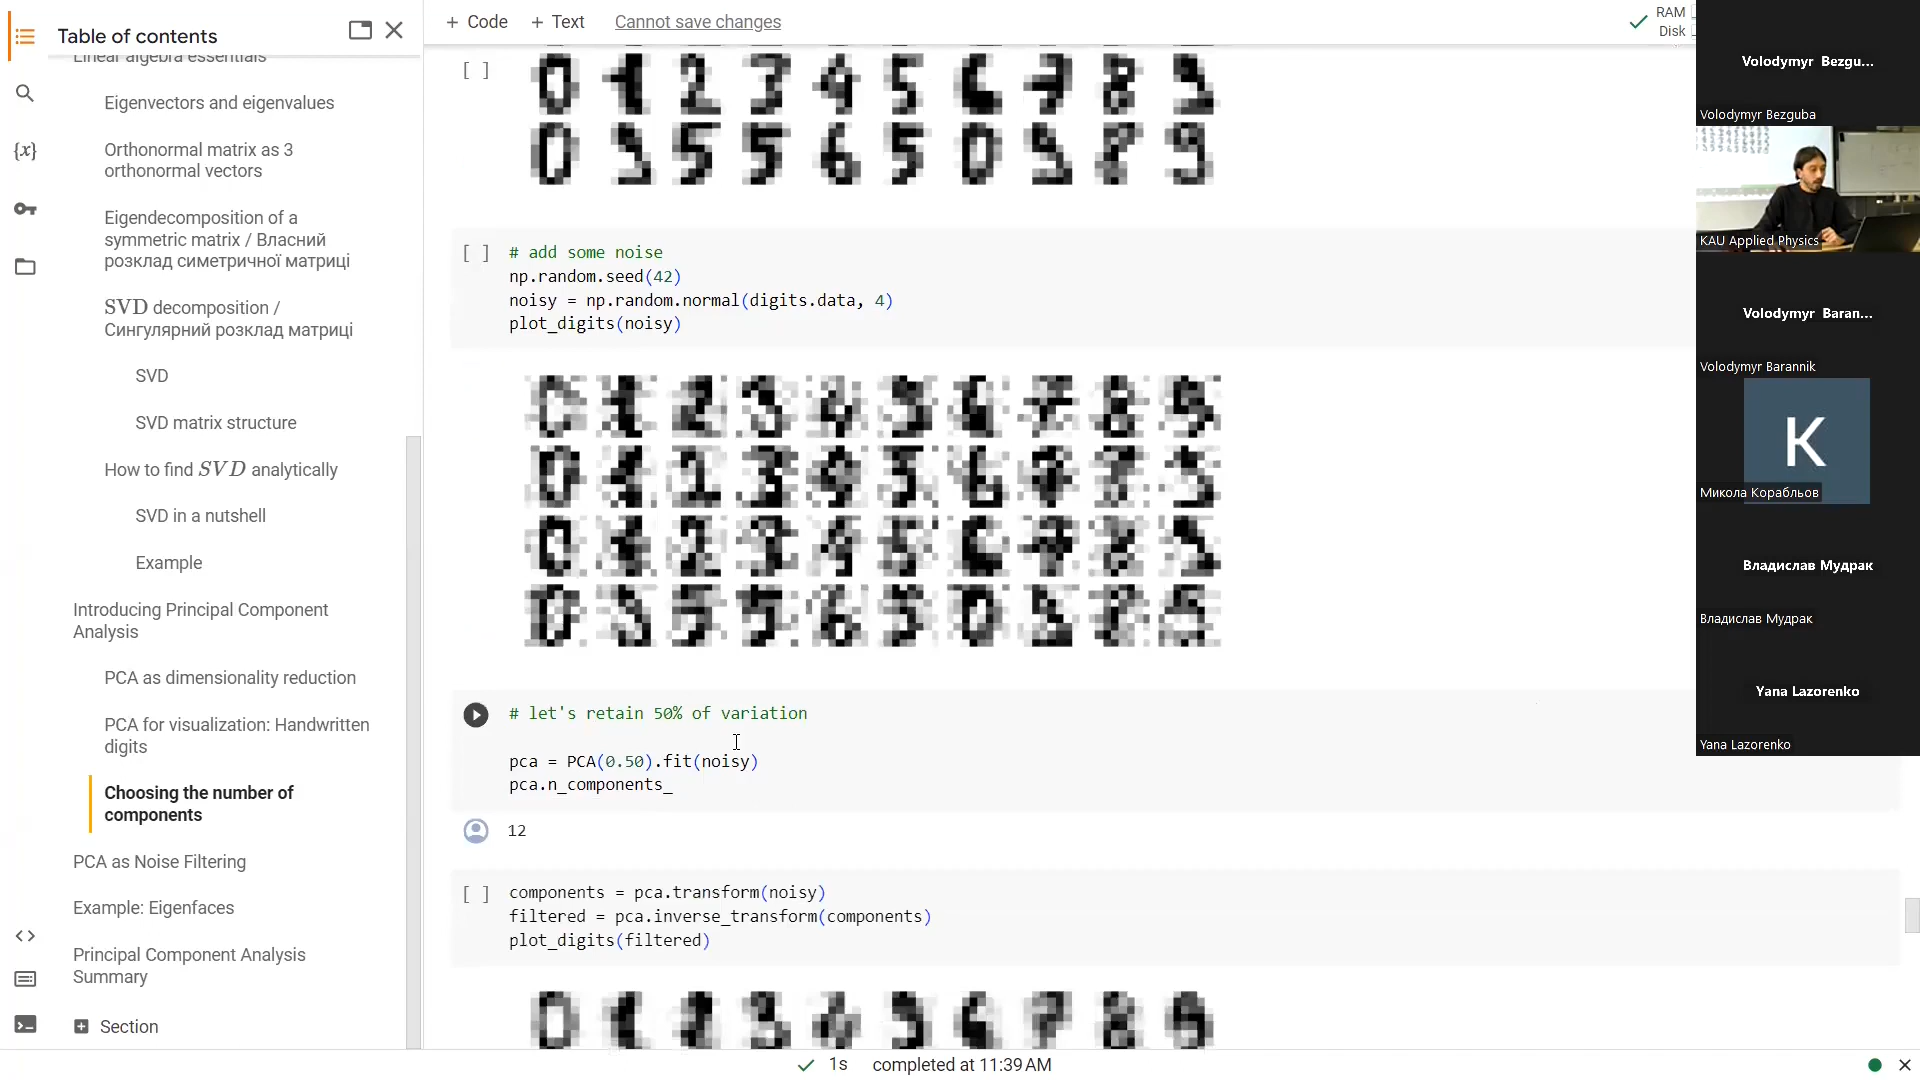 Table of contents
Linear algebra essentials
Eigenvectors and eigenvalues
Orthonormal matrix as 3
orthonormal vectors
Eigendecomposition of a
symmetric matrix / Власний
розклад симетричної матриці
SVD decomposition /
Сингулярний розклад матриці
SVD
SVD matrix structure
How to find SVD analytically
SVD in a nutshell
Example
Introducing Principal Component
Analysis
PCA as dimensionality reduction
PCA for visualization: Handwritten
digits
Choosing the number of
components
PCA as Noise Filtering
Example: Eigenfaces
Principal Component Analysis
Summary
Section
{x}
+ Code + Text Cannot save changes
RAM
Disk
[ ]
[ ] # add some noise
np.random.seed(42)
noisy = np.random.normal(digits.data, 4)
plot_digits(noisy)
# let's retain 50% of variation
pca = PCA(0.50).fit(noisy)
pca.n_components_
12
[ ] components = pca.transform(noisy)
filtered = pca.inverse_transform(components)
plot_digits(filtered)
1s completed at 11:39 AM
Volodymyr Bezgu...
Volodymyr Bezguba
KAU Applied Physics
Volodymyr Baran...
Volodymyr Barannik
K
Микола Корабльов
Владислав Мудрак
Владислав Мудрак
Yana Lazorenko
Yana Lazorenko